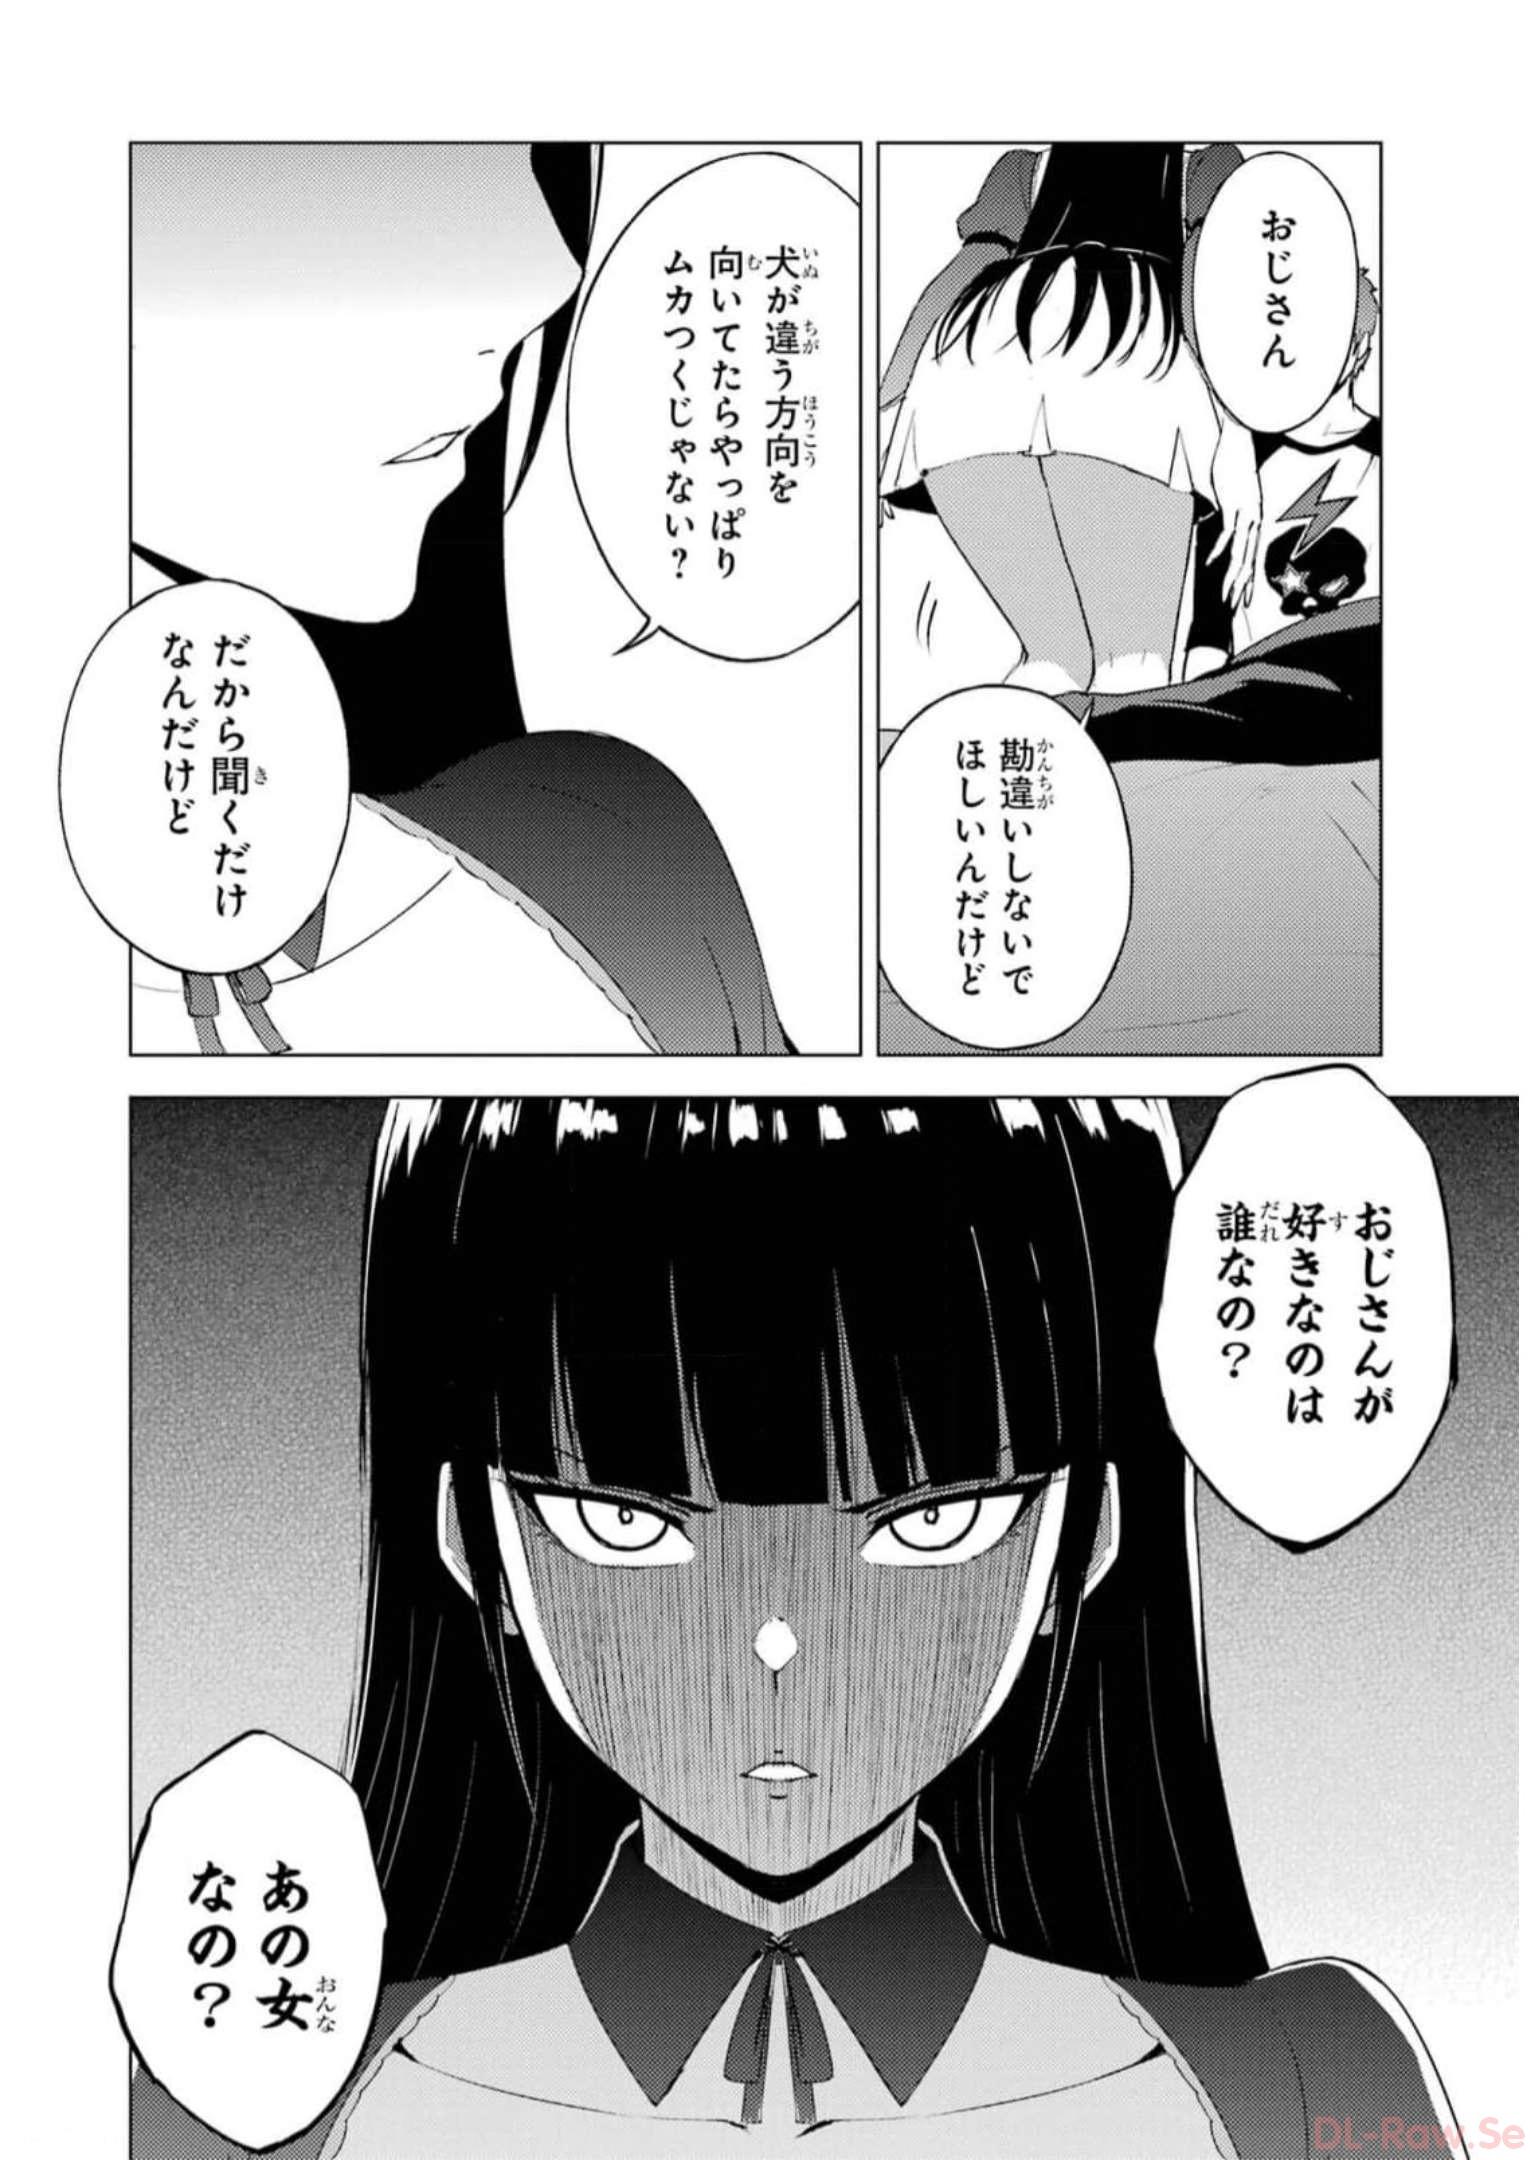 おじさん
勘違いしないで
ほしいんだけど
犬が違う方向を
向いてたらやっぱり
ムカつくじゃない?
だから聞くだけ
なんだけど
おじさんが
好きなのは
誰なの?
あの女
なの?
DL-Raw.Se